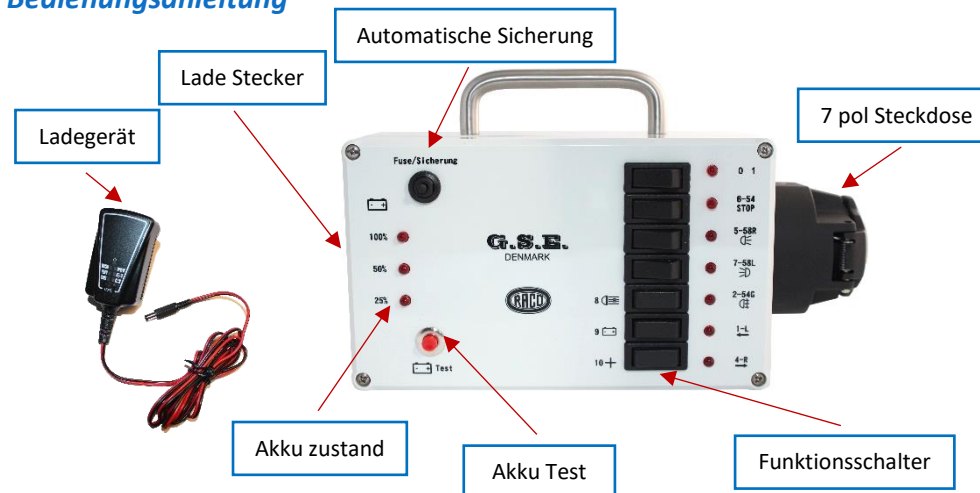 Bedienungsanleitung
Automatische Sicherung
Lade Stecker
7 pol Steckdose
Ladegerät
Fuse/Sicherung
0 1
6-54
STOP
5-58R
100%
G.S.E.
DENMARK
7-58L
50%
2-54G
25%
RACO
8
9
1-L
10
4-R
Test
Akku zustand
Akku Test
Funktionsschalter